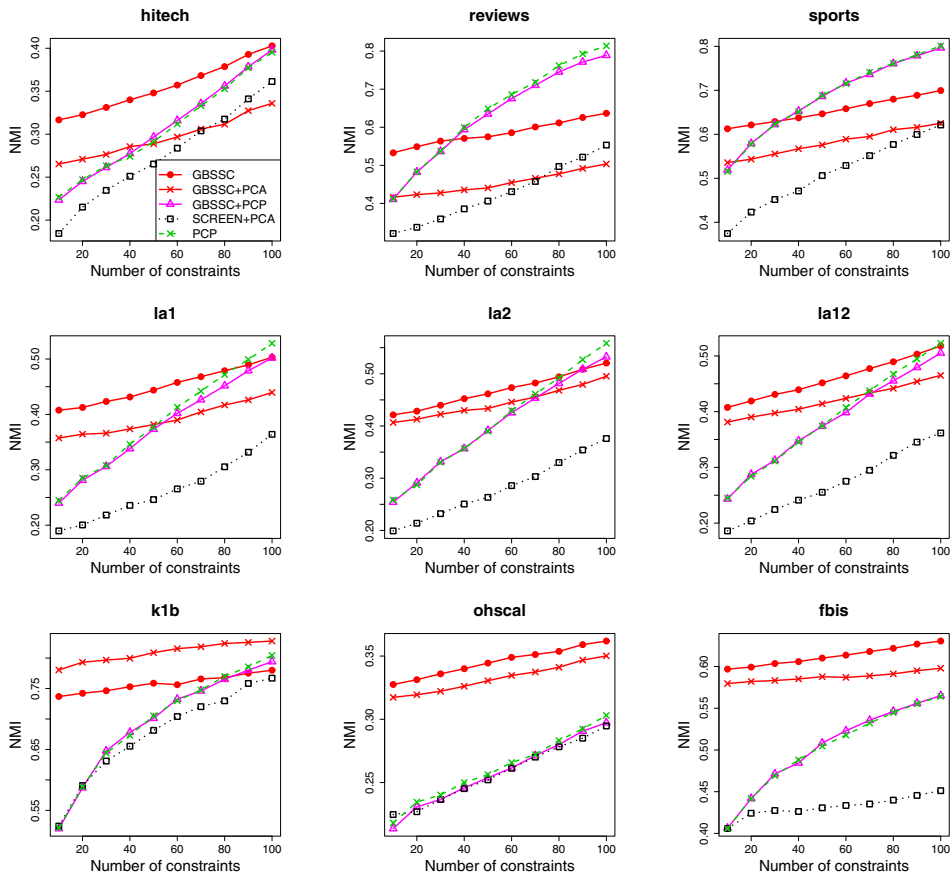 hitech
NMI
0.20 0.25 0.30 0.35 0.40
GBSSC
GBSSC+PCA
GBSSC+PCP
SCREEN+PCA
PCP
20 40 60 80 100
Number of constraints
reviews
NMI
0.4 0.5 0.6 0.7 0.8
20 40 60 80 100
Number of constraints
sports
NMI
0.4 0.5 0.6 0.7 0.8
20 40 60 80 100
Number of constraints
la1
NMI
0.20 0.30 0.40 0.50
20 40 60 80 100
Number of constraints
la2
NMI
0.20 0.30 0.40 0.50
20 40 60 80 100
Number of constraints
la12
NMI
0.20 0.30 0.40 0.50
20 40 60 80 100
Number of constraints
k1b
NMI
0.55 0.65 0.75
20 40 60 80 100
Number of constraints
ohscal
NMI
0.25 0.30 0.35
20 40 60 80 100
Number of constraints
fbis
NMI
0.40 0.45 0.50 0.55 0.60
20 40 60 80 100
Number of constraints